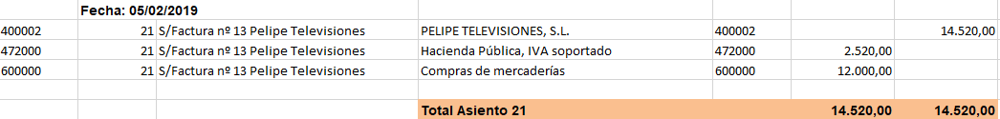 Fecha: 05/02/2019
400002 21 S/Factura nº 13 Pelipe Televisiones PELIPE TELEVISIONES, S.L. 400002 14.520,00
472000 21 S/Factura nº 13 Pelipe Televisiones Hacienda Pública, IVA soportado 472000 2.520,00
600000 21 S/Factura nº 13 Pelipe Televisiones Compras de mercaderías 600000 12.000,00
Total Asiento 21 14.520,00 14.520,00